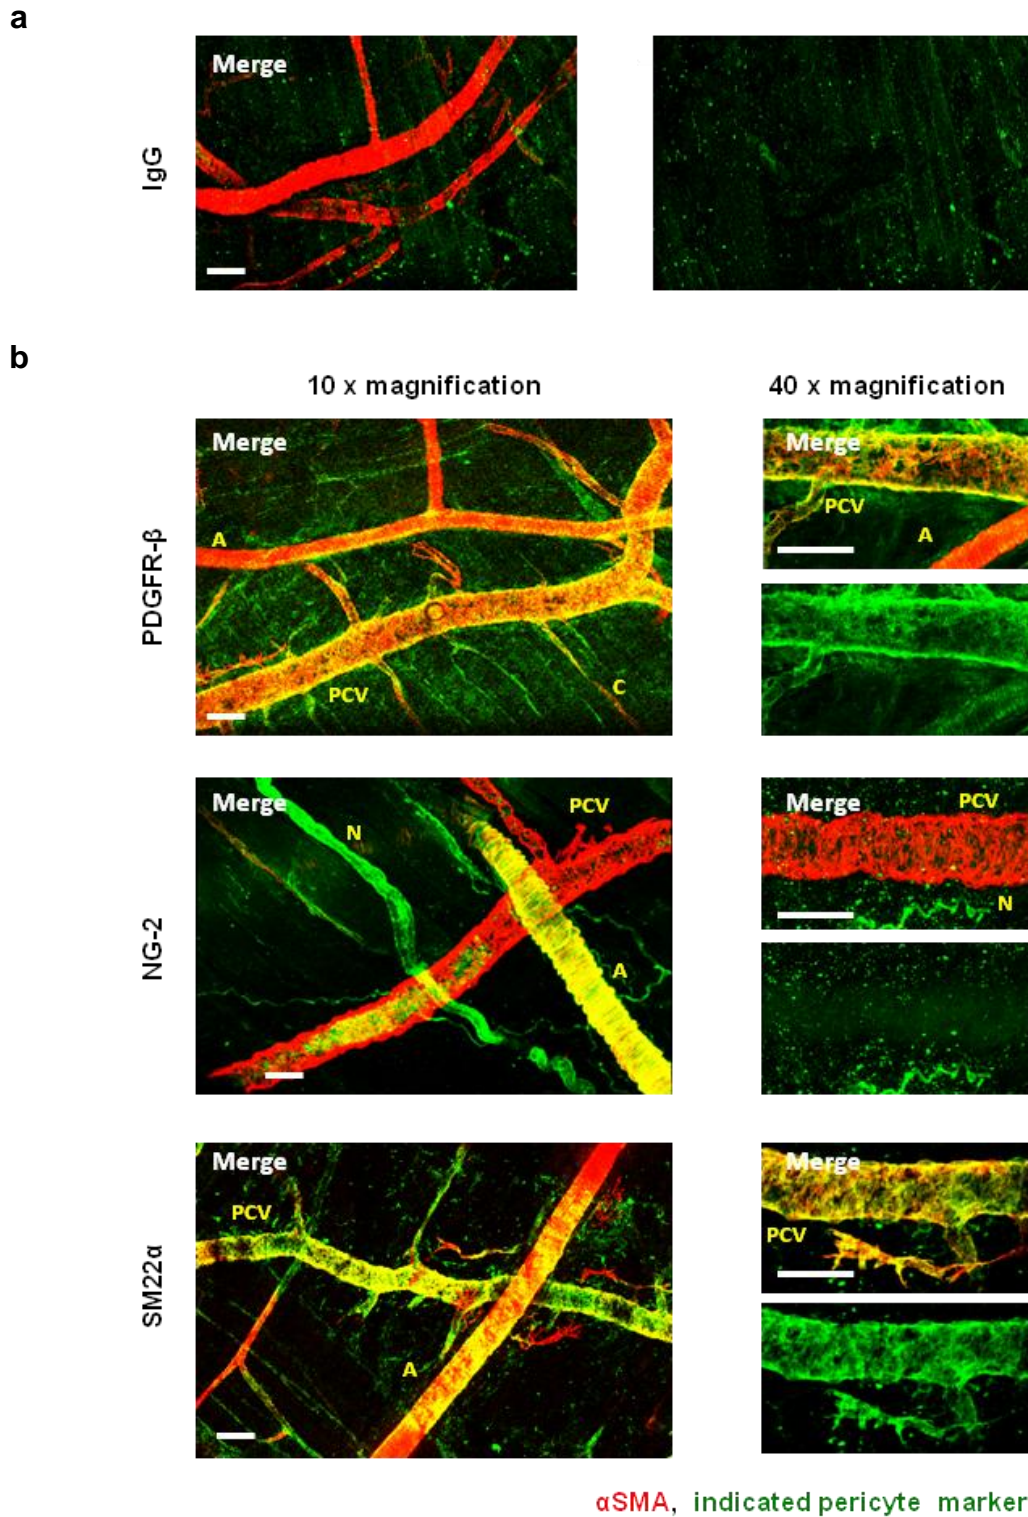 a
Merge
IgG
b
10 x magnification
40 x magnification
PDGFR-β
Merge
A
PCV
C
Merge
PCV
A
NG-2
Merge
N
PCV
A
Merge
PCV
N
SM22α
Merge
PCV
A
Merge
PCV
αSMA, indicated pericyte marker